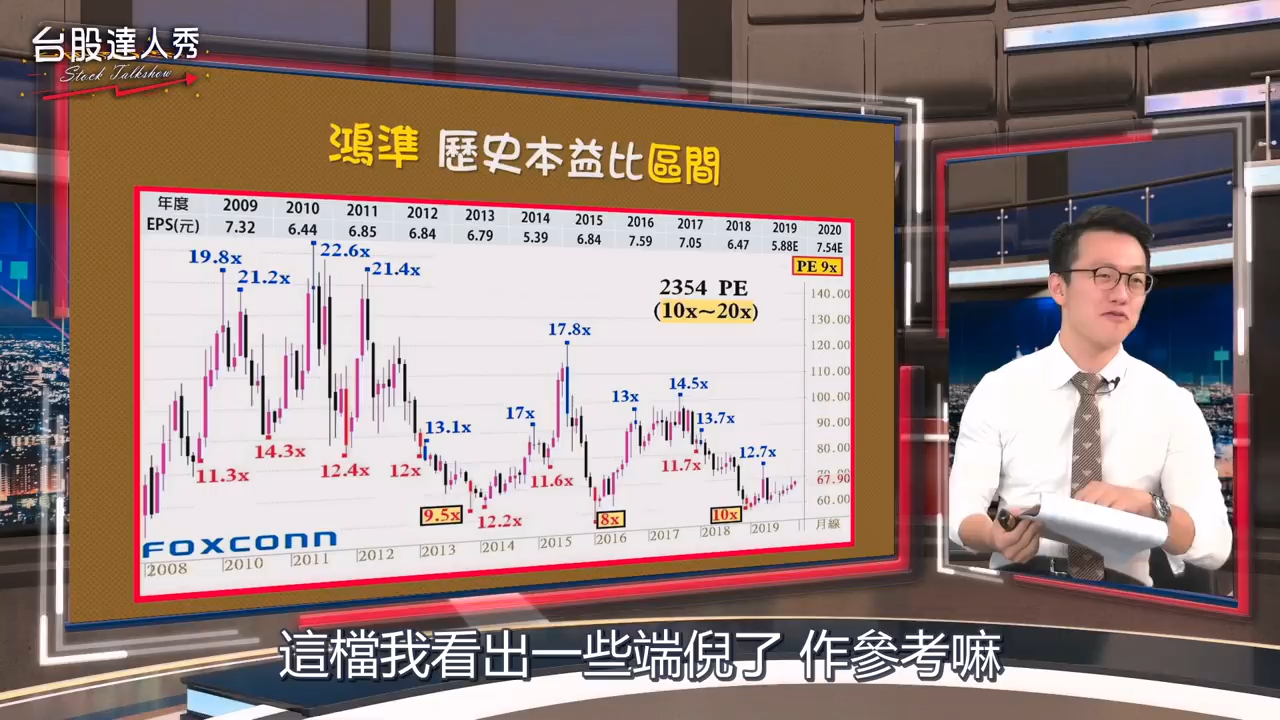 台股達人秀
Stock Talkshow
鴻準 歷史本益比區間
年度 2009 2010 2011 2012 2013 2014 2015 2016 2017 2018 2019 2020
EPS(元) 7.32 6.44 6.85 6.84 6.79 5.39 6.84 7.59 7.05 6.47 5.88E 7.54E
PE 9x
19.8x
21.2x
22.6x
21.4x
2354 PE
(10x~20x)
17.8x
17x
13x
14.5x
13.7x
12.7x
13.1x
11.3x
14.3x
12.4x
12x
9.5x
12.2x
11.6x
8x
11.7x
10x
140.00
130.00
120.00
110.00
100.00
90.00
80.00
70.00
67.90
60.00
月線
FOXCONN
2008 2010 2011 2012 2013 2014 2015 2016 2017 2018 2019
這檔我看出一些端倪了 作參考嘛